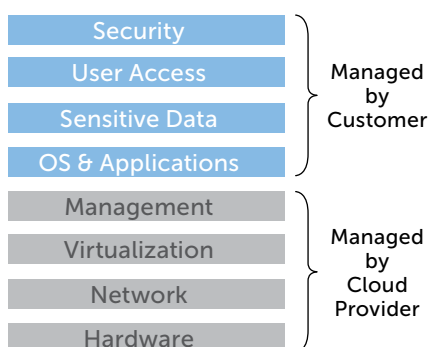 Security
User Access
Sensitive Data
OS & Applications
Managed
by
Customer
Management
Virtualization
Network
Hardware
Managed
by
Cloud
Provider